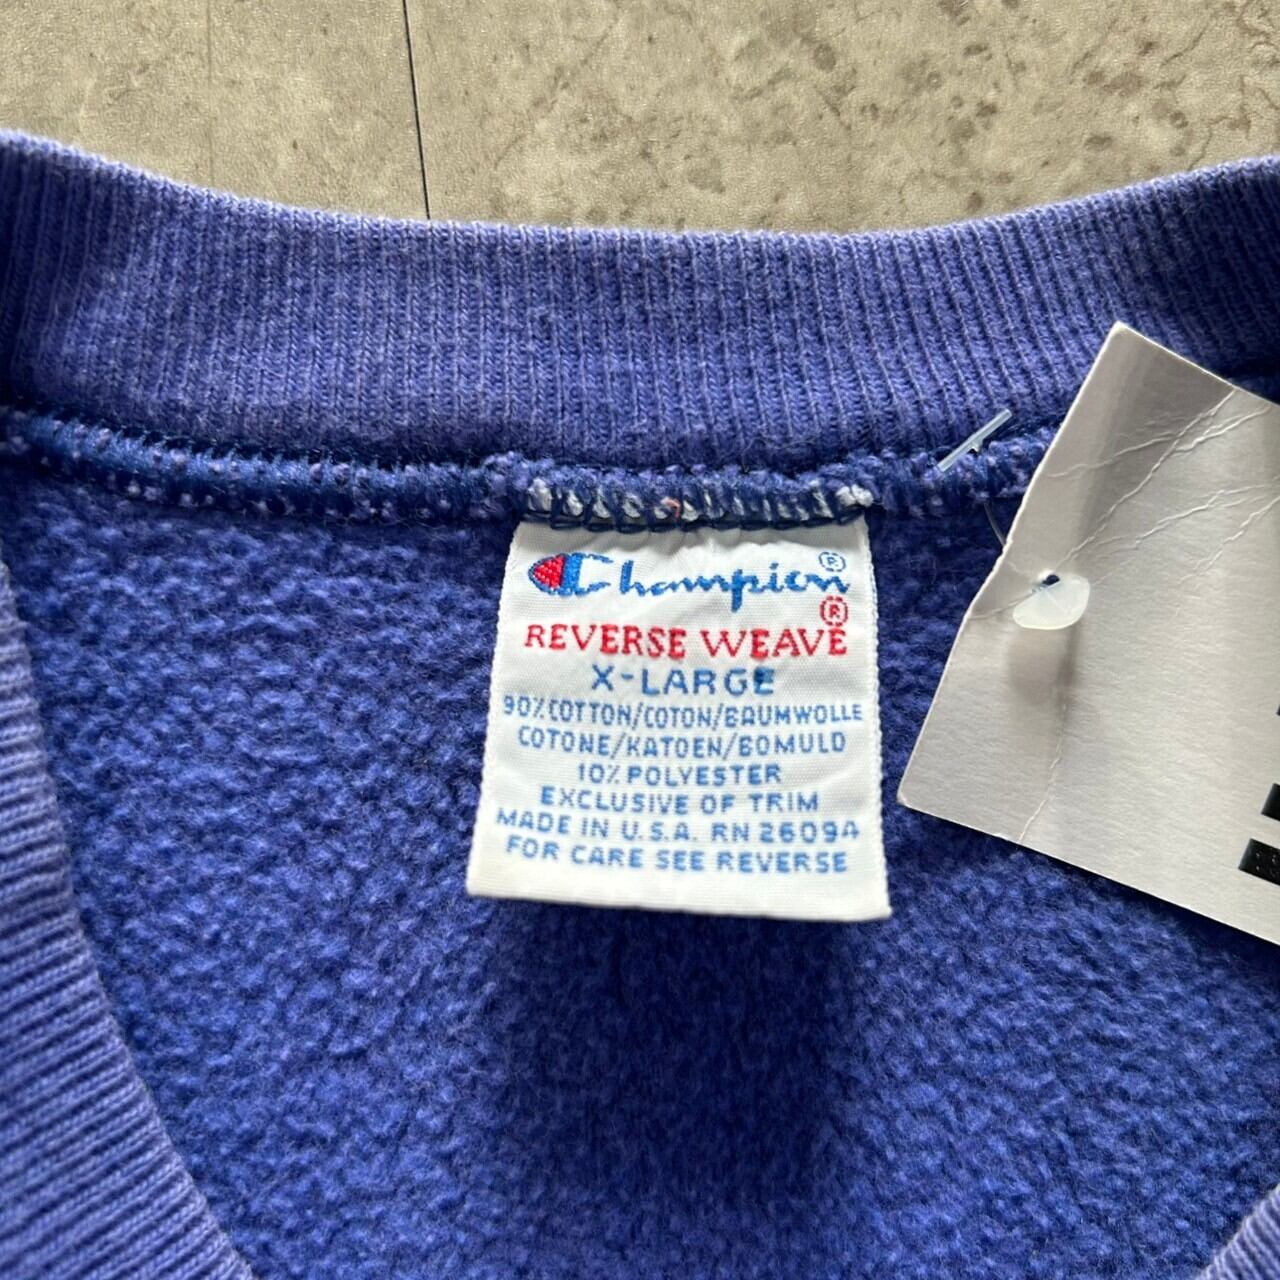 Champion®
REVERSE WEAVE®
X-LARGE
90% COTTON/COTON/BAUMWOLLE
COTONE/KATOEN/BOMULD
10% POLYESTER
EXCLUSIVE OF TRIM
MADE IN U.S.A. RN 26094
FOR CARE SEE REVERSE